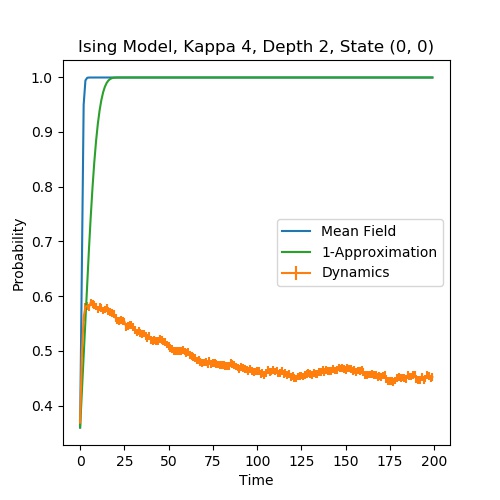 Ising Model, Kappa 4, Depth 2, State (0, 0)
1.0
0.9
0.8
0.7
0.6
0.5
0.4
Probability
Mean Field
1-Approximation
Dynamics
0 25 50 75 100 125 150 175 200
Time